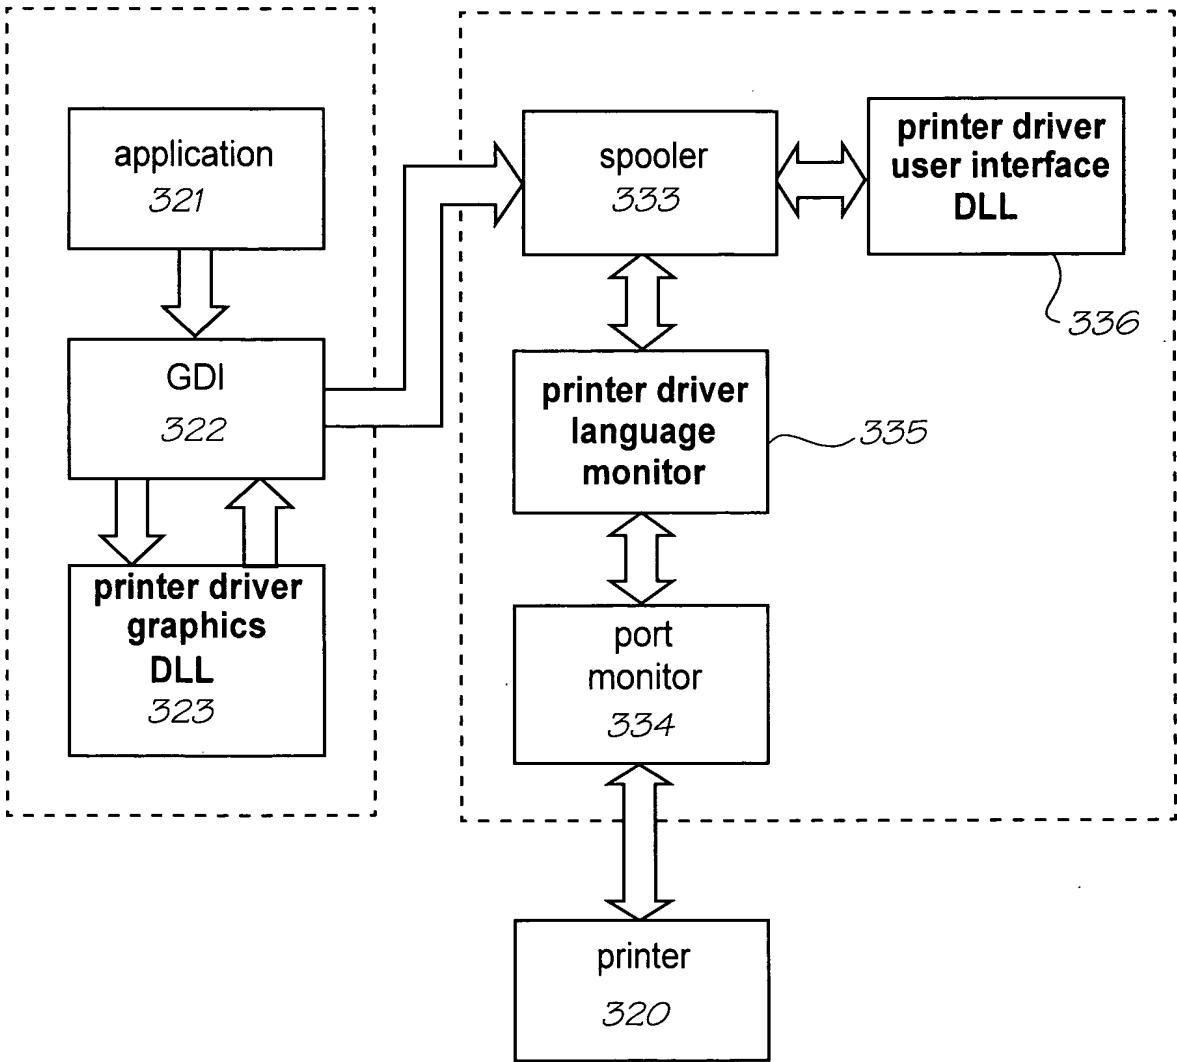 application
321
GDI
322
printer driver
graphics
DLL
323
spooler
333
printer driver
user interface
DLL
336
printer driver
language
monitor
335
port
monitor
334
printer
320